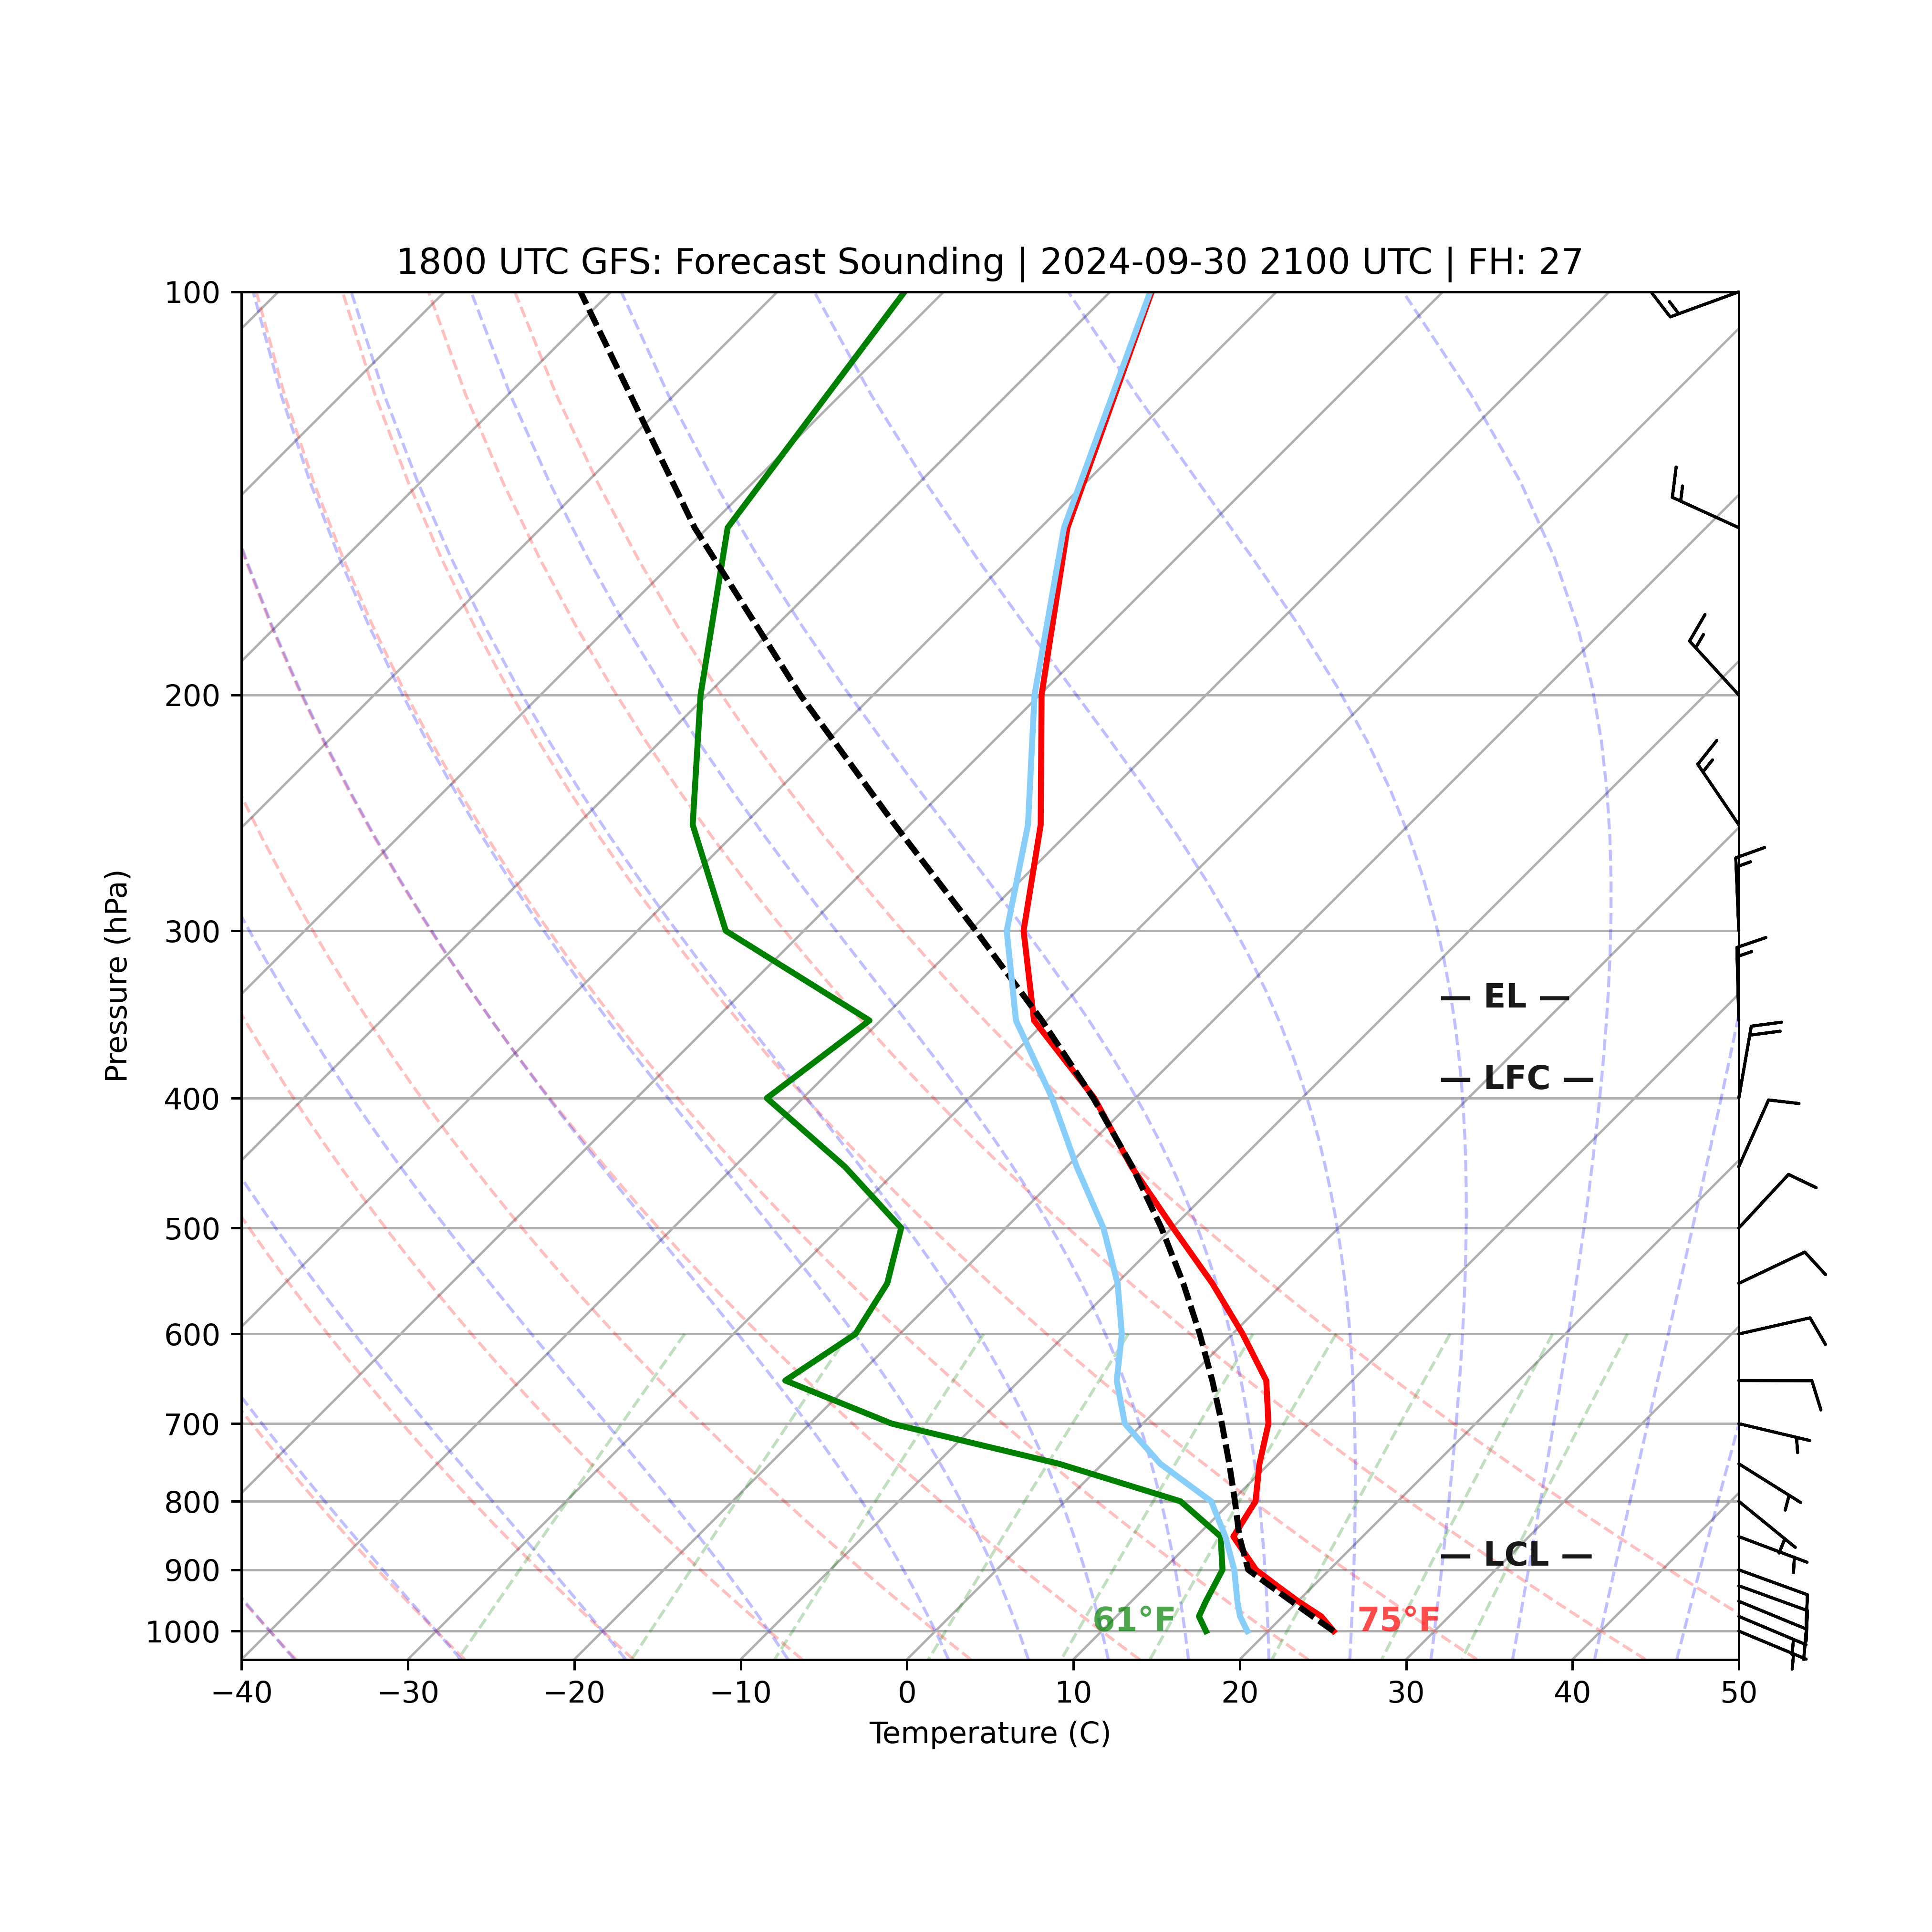 1800 UTC GFS: Forecast Sounding | 2024-09-30 2100 UTC | FH: 27
100
200
300
— EL —
Pressure (hPa)
— LFC —
400
500
600
700
800
— LCL —
900
61°F 75°F
1000
−40 −30 −20 −10 0 10 20 30 40 50
Temperature (C)